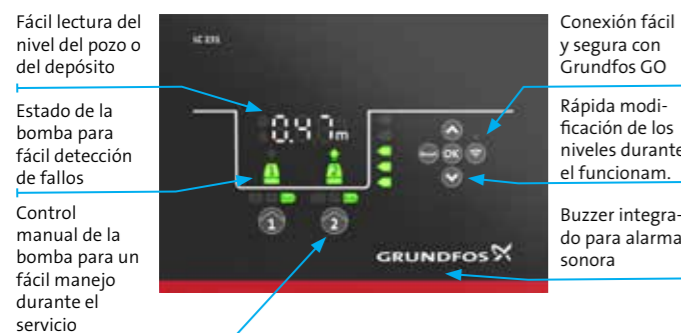 Fácil lectura del
nivel del pozo o
del depósito
Estado de la
bomba para
fácil detección
de fallos
Control
manual de la
bomba para un
fácil manejo
durante el
servicio
LC 231
0.47m
1
2
OK
1
2
GRUNDFOS
Conexión fácil
y segura con
Grundfos GO
Rápida modi-
ficación de los
niveles durante
el funcionam.
Buzzer integra-
do para alarma
sonora